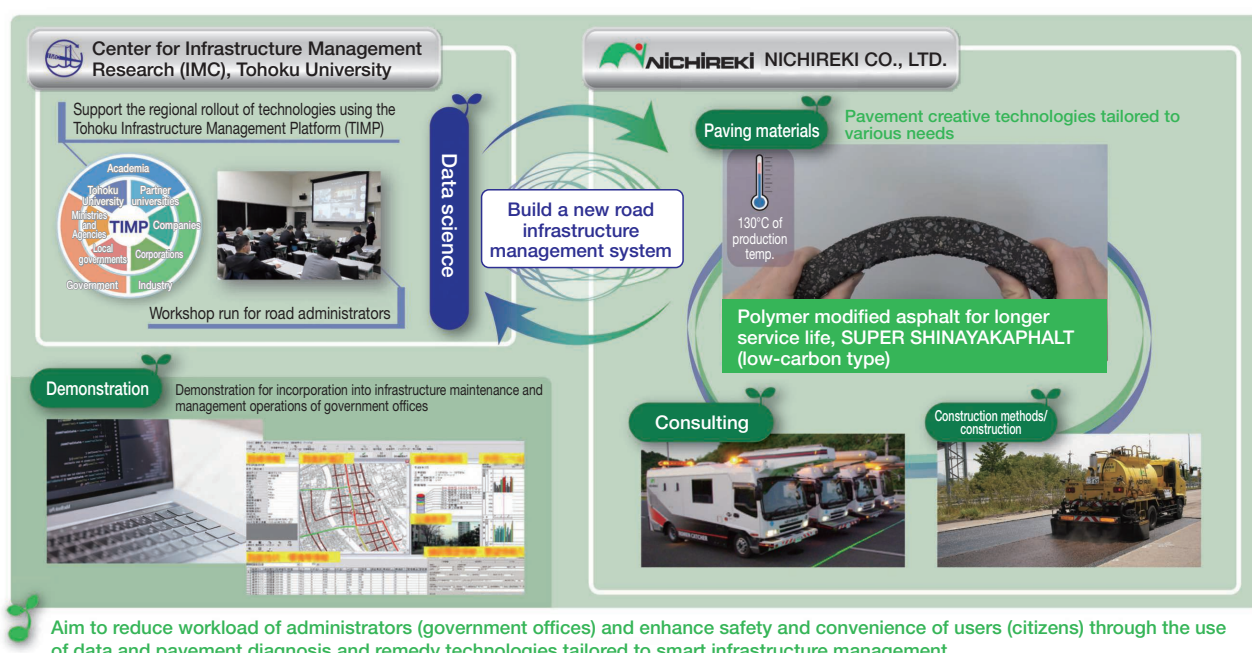 Center for Infrastructure Management
Research (IMC), Tohoku University
Support the regional rollout of technologies using the
Tohoku Infrastructure Management Platform (TIMP)
Academia
Tohoku
University
Partner
universities
Ministries
and
Agencies
TIMP
Companies
Local
governments
Corporations
Government
Industry
Workshop run for road administrators
Data science
Build a new road
infrastructure
management system
NICHIREKI NICHIREKI CO., LTD.
Paving materials
Pavement creative technologies tailored to
various needs
130°C of
production
temp.
Polymer modified asphalt for longer
service life, SUPER SHINAYAKAPHALT
(low-carbon type)
Consulting
Construction methods/
construction
Demonstration
Demonstration for incorporation into infrastructure maintenance and
management operations of government offices
Aim to reduce workload of administrators (government offices) and enhance safety and convenience of users (citizens) through the use
of data and pavement diagnosis and remedy technologies tailored to smart infrastructure management